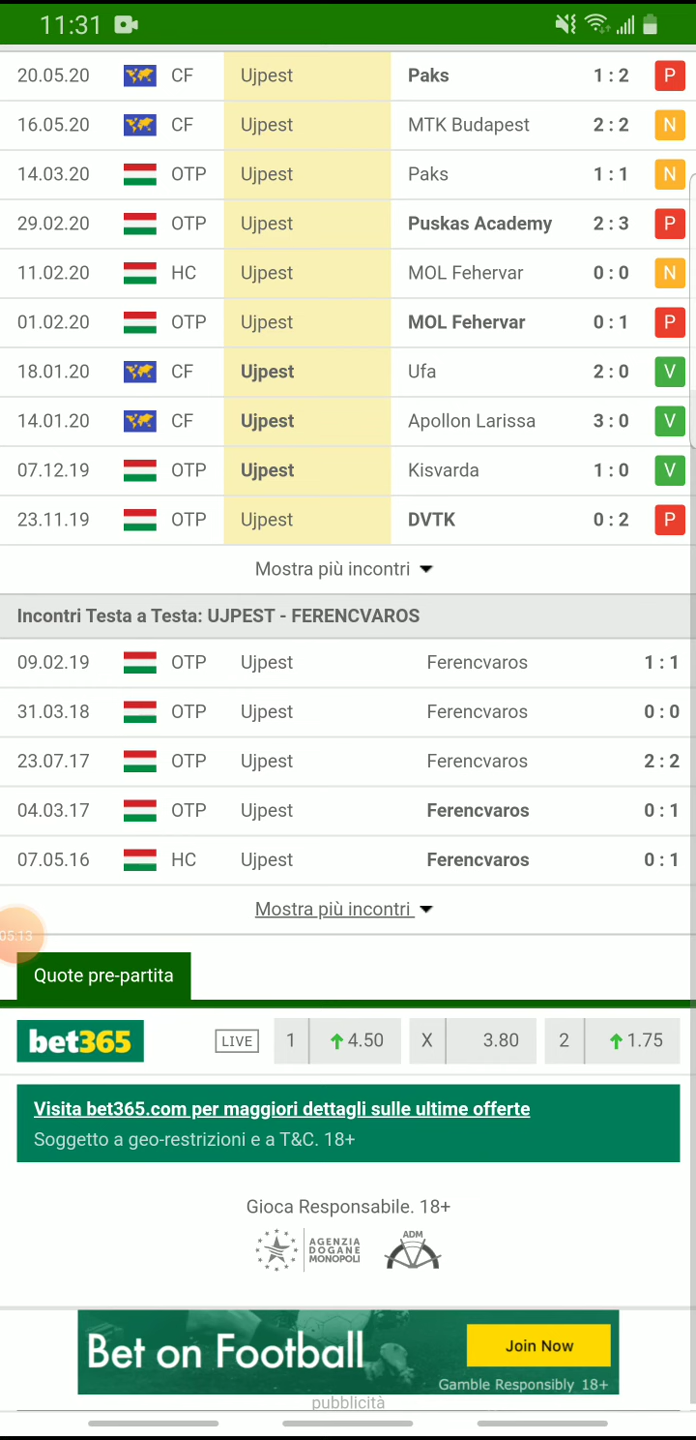 11:31
20.05.20 CF Ujpest Paks 1 : 2 P
16.05.20 CF Ujpest MTK Budapest 2 : 2 N
14.03.20 OTP Ujpest Paks 1 : 1 N
29.02.20 OTP Ujpest Puskas Academy 2 : 3 P
11.02.20 HC Ujpest MOL Fehervar 0 : 0 N
01.02.20 OTP Ujpest MOL Fehervar 0 : 1 P
18.01.20 CF Ujpest Ufa 2 : 0 V
14.01.20 CF Ujpest Apollon Larissa 3 : 0 V
07.12.19 OTP Ujpest Kisvarda 1 : 0 V
23.11.19 OTP Ujpest DVTK 0 : 2 P
Mostra più incontri
Incontri Testa a Testa: UJPEST - FERENCVAROS
09.02.19 OTP Ujpest Ferencvaros 1 : 1
31.03.18 OTP Ujpest Ferencvaros 0 : 0
23.07.17 OTP Ujpest Ferencvaros 2 : 2
04.03.17 OTP Ujpest Ferencvaros 0 : 1
07.05.16 HC Ujpest Ferencvaros 0 : 1
Mostra più incontri
05:13
Quote pre-partita
bet365 LIVE 1 4.50 X 3.80 2 1.75
Visita bet365.com per maggiori dettagli sulle ultime offerte
Soggetto a geo-restrizioni e a T&C. 18+
Gioca Responsabile. 18+
AGENZIA
DOGANE
MONOPOLI
ADM
Bet on Football
Join Now
Gamble Responsibly 18+
pubblicità